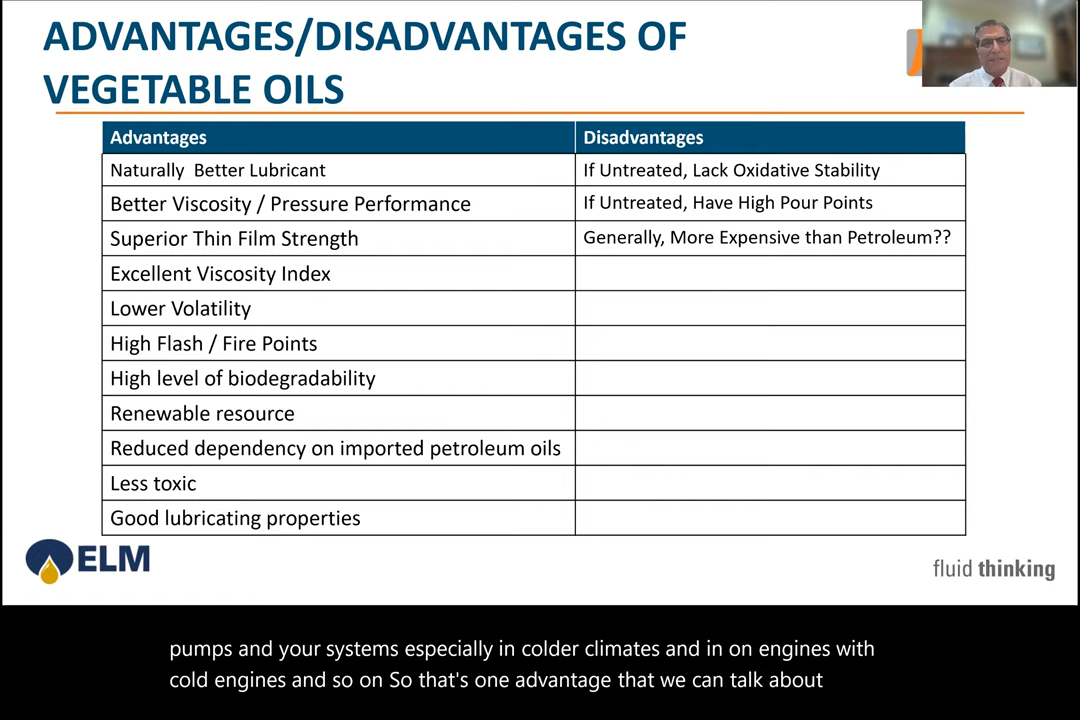 ADVANTAGES/DISADVANTAGES OF
VEGETABLE OILS
Advantages
Disadvantages
Naturally Better Lubricant
If Untreated, Lack Oxidative Stability
Better Viscosity / Pressure Performance
If Untreated, Have High Pour Points
Superior Thin Film Strength
Generally, More Expensive than Petroleum??
Excellent Viscosity Index
Lower Volatility
High Flash / Fire Points
High level of biodegradability
Renewable resource
Reduced dependency on imported petroleum oils
Less toxic
Good lubricating properties
ELM
fluid thinking
pumps and your systems especially in colder climates and in on engines with
cold engines and so on So that's one advantage that we can talk about